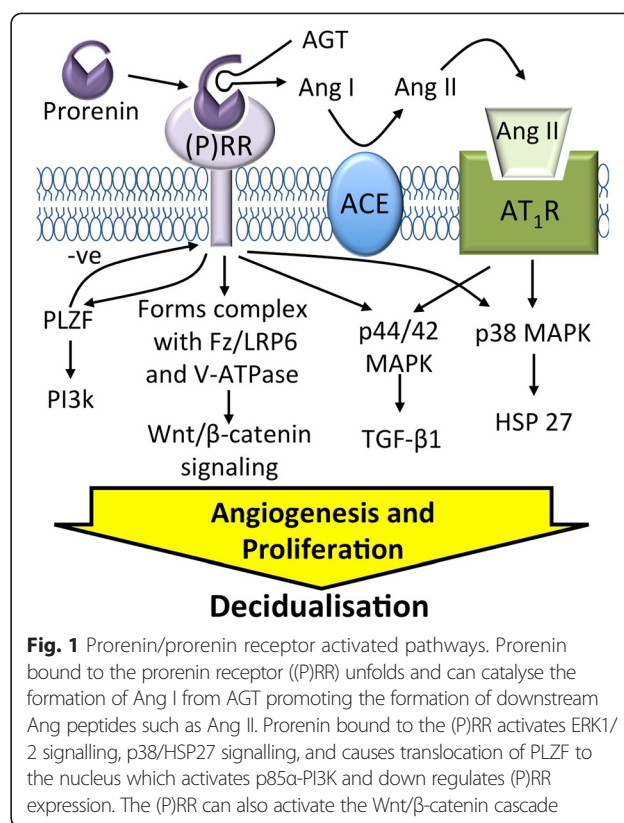 AGT
Prorenin
Ang I
Ang II
(P)RR
Ang II
ACE
AT₁R
-ve
PLZF
PI3k
Forms complex
with Fz/LRP6
and V-ATPase
Wnt/β-catenin
signaling
p44/42
MAPK
TGF-β1
p38 MAPK
HSP 27
Angiogenesis and
Proliferation
Decidualisation
Fig. 1 Prorenin/prorenin receptor activated pathways. Prorenin
bound to the prorenin receptor ((P)RR) unfolds and can catalyse the
formation of Ang I from AGT promoting the formation of downstream
Ang peptides such as Ang II. Prorenin bound to the (P)RR activates ERK1/
2 signalling, p38/HSP27 signalling, and causes translocation of PLZF to
the nucleus which activates p85α-PI3K and down regulates (P)RR
expression. The (P)RR can also activate the Wnt/β-catenin cascade